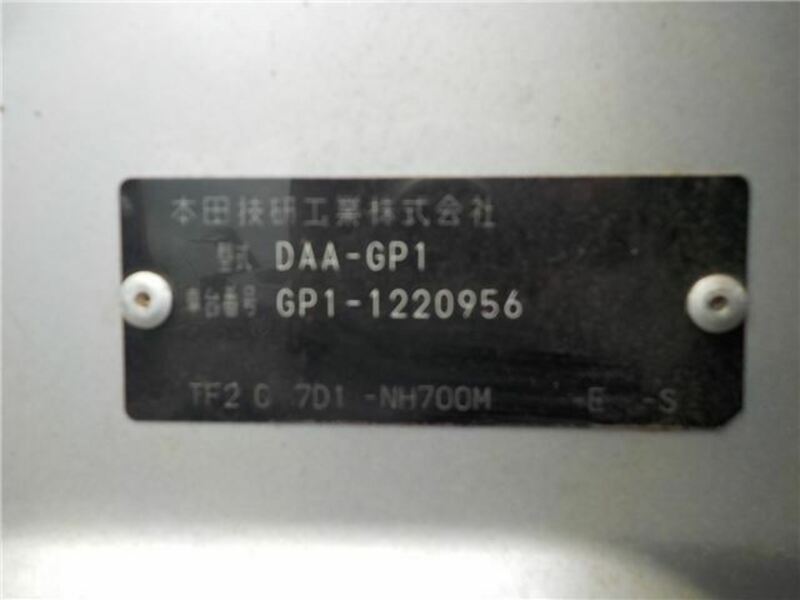 本田技研工業株式会社
型式 DAA-GP1
車台番号 GP1-1220956
TF2 0 7D1 -NH700M -E -S